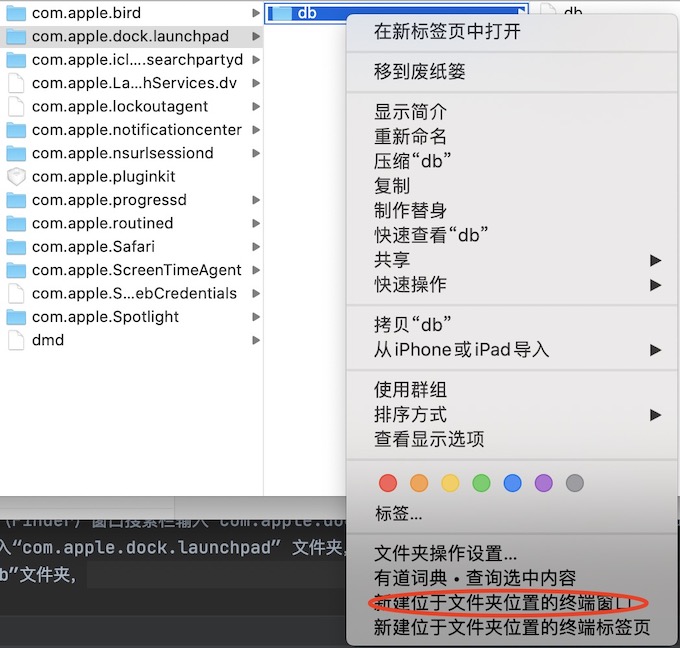 com.apple.bird
com.apple.dock.launchpad
com.apple.icl....searchpartyd
com.apple.La...hServices.dv
com.apple.lockoutagent
com.apple.notificationcenter
com.apple.nsurlsessiond
com.apple.pluginkit
com.apple.progressd
com.apple.routined
com.apple.Safari
com.apple.ScreenTimeAgent
com.apple.S...ebCredentials
com.apple.Spotlight
dmd
db
db
在新标签页中打开
移到废纸篓
显示简介
重新命名
压缩“db”
复制
制作替身
快速查看“db”
共享
快速操作
拷贝“db”
从iPhone或iPad导入
使用群组
排序方式
查看显示选项
标签...
文件夹操作设置...
有道词典・查询选中内容
新建位于文件夹位置的终端窗口
新建位于文件夹位置的终端标签页
(Finder) 窗口搜索栏输入 com.apple.do
入“com.apple.dock.launchpad” 文件夹,
b”文件夹,